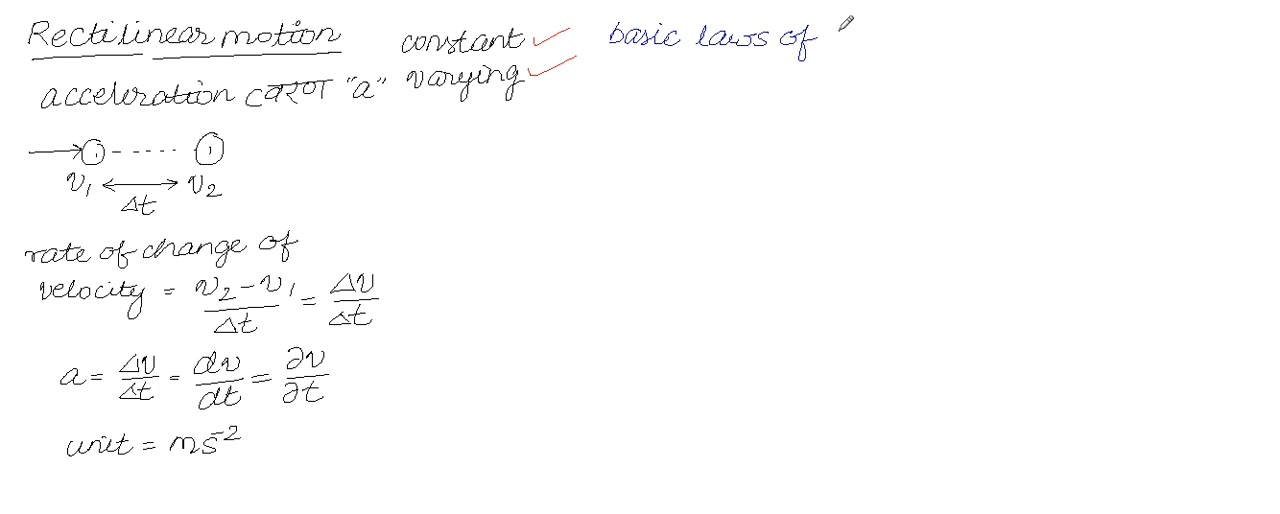 Rectilinear motion
constant ✓
acceleration त्वरण "a" varying ✓
basic laws of
v₁ Δt v₂
rate of change of
velocity = v₂-v₁/Δt = Δv/Δt
a = Δv/Δt = dv/dt = ∂v/∂t
unit = ms⁻²